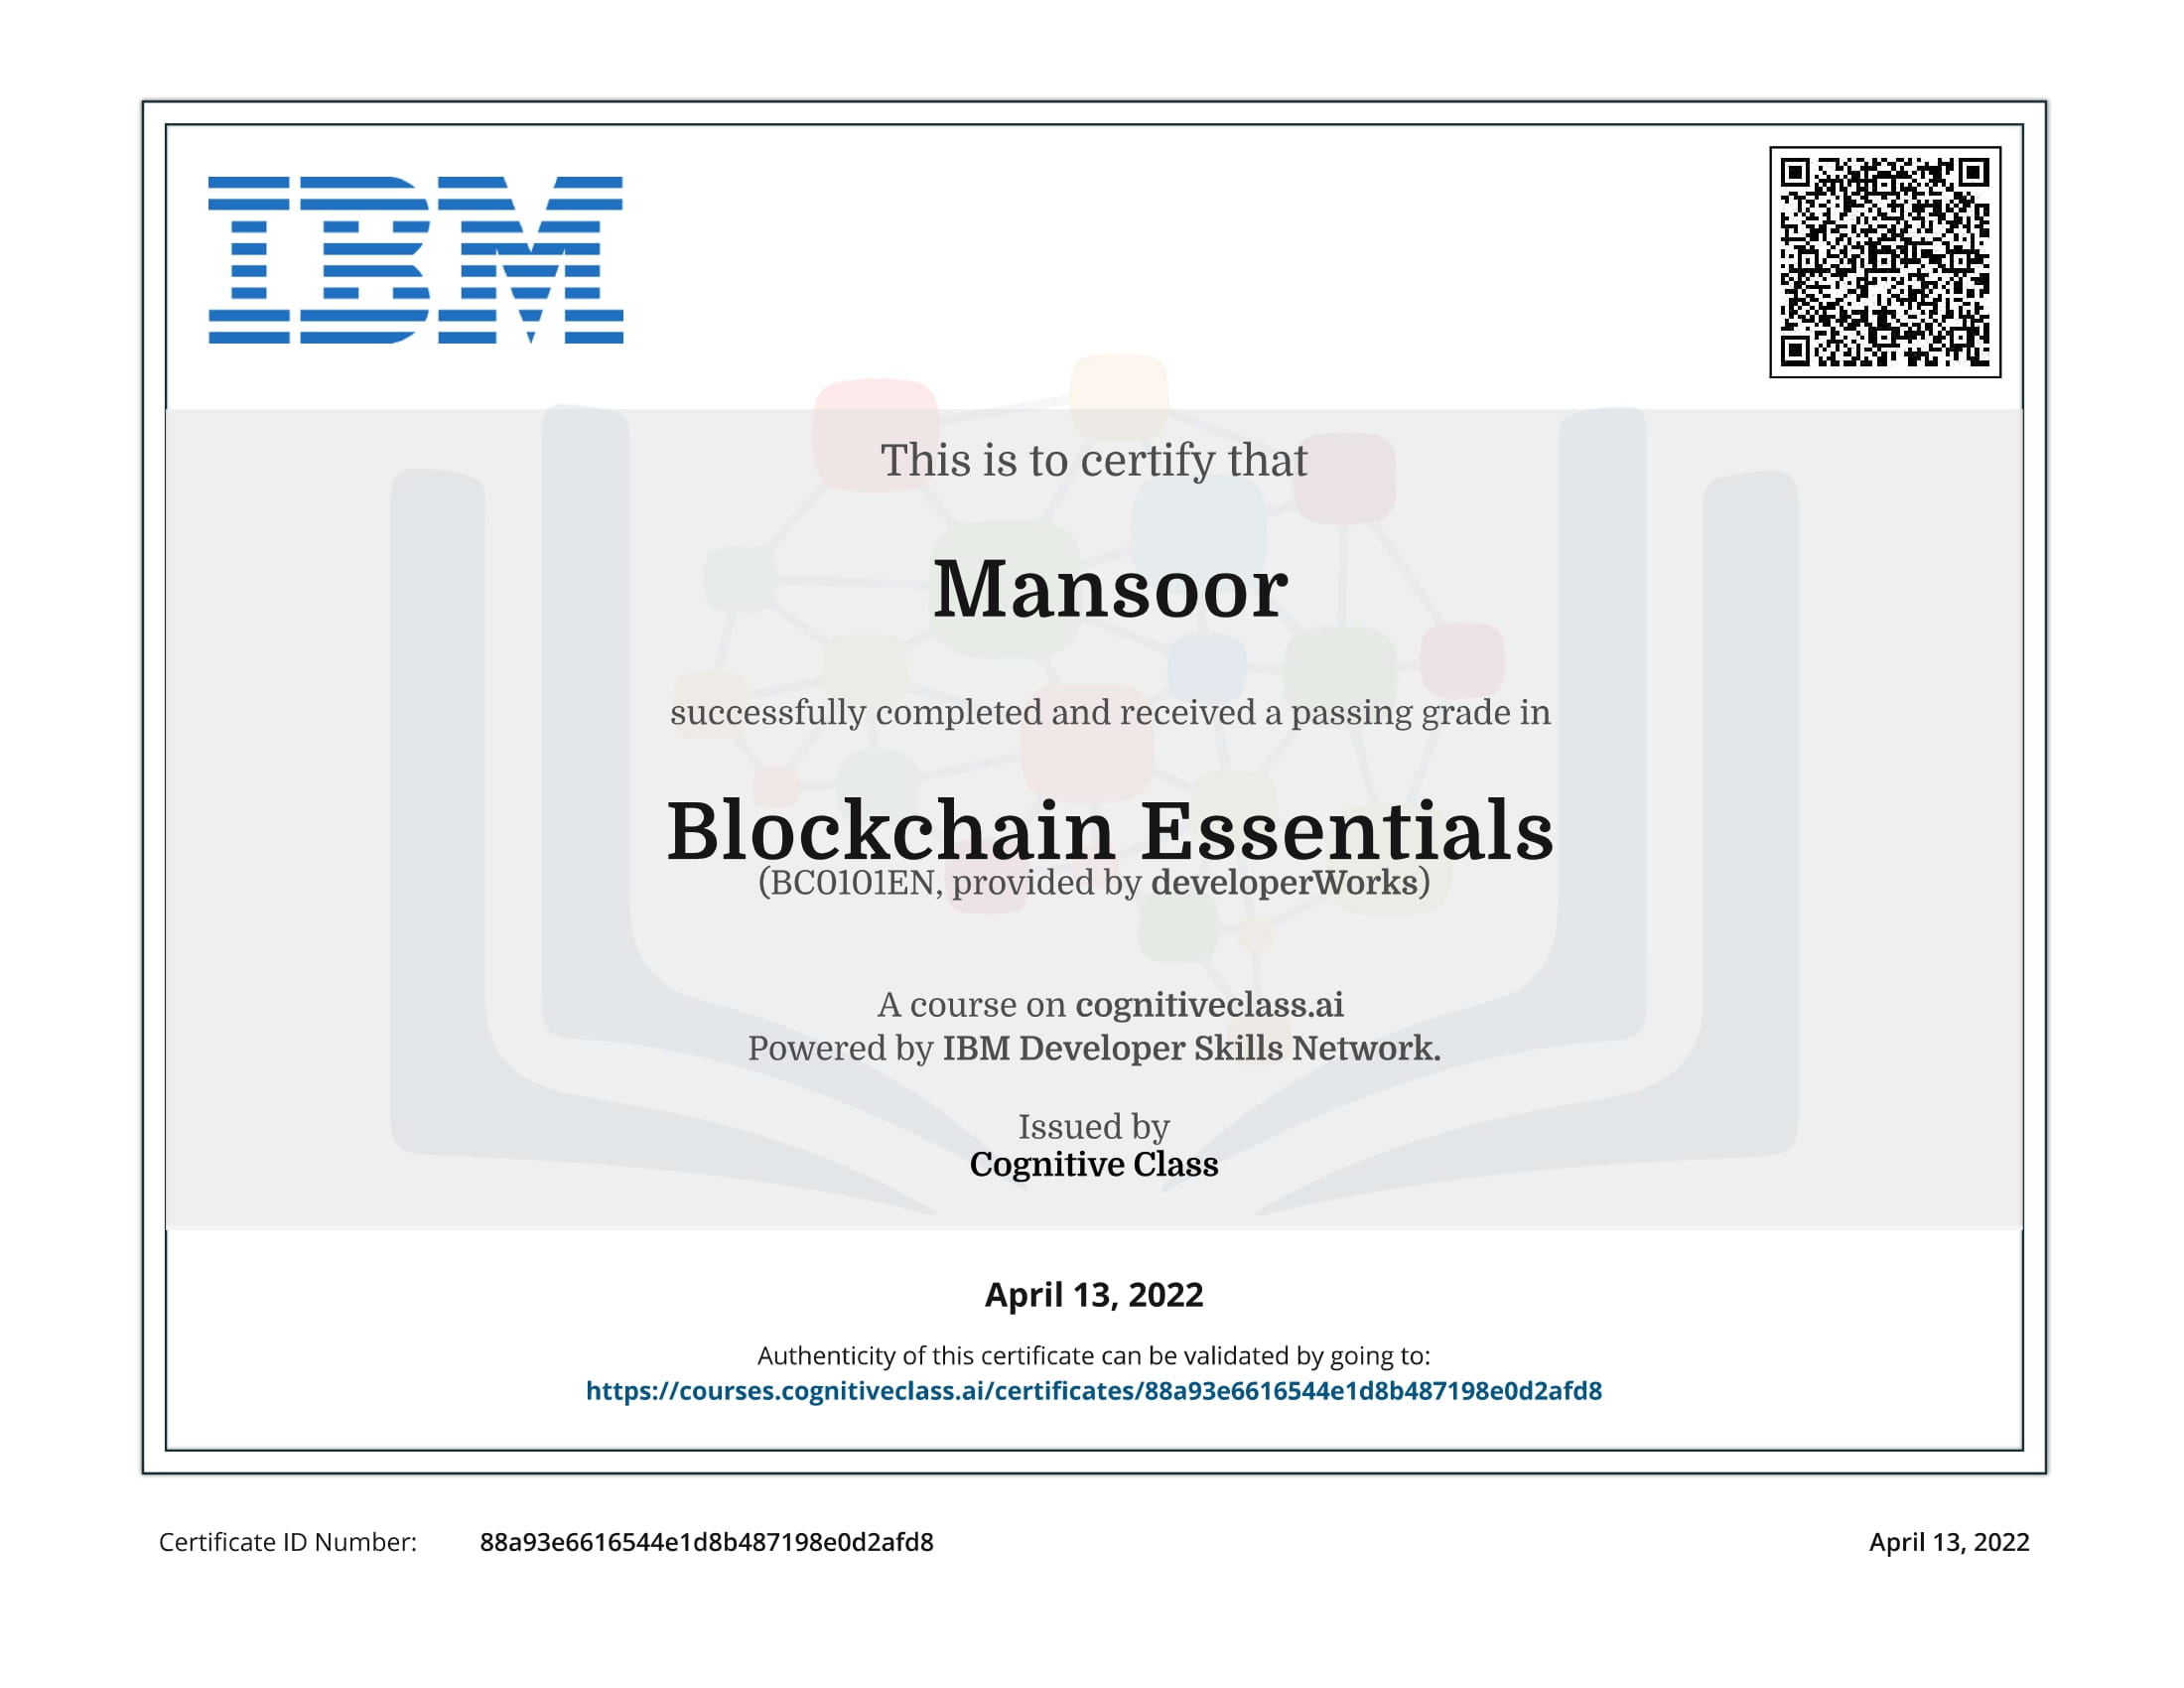 IBM
This is to certify that
Mansoor
successfully completed and received a passing grade in
Blockchain Essentials
(BC0101EN, provided by developerWorks)
A course on cognitiveclass.ai
Powered by IBM Developer Skills Network.
Issued by
Cognitive Class
April 13, 2022
Authenticity of this certificate can be validated by going to:
https://courses.cognitiveclass.ai/certificates/88a93e6616544e1d8b487198e0d2afd8
Certificate ID Number: 88a93e6616544e1d8b487198e0d2afd8 April 13, 2022